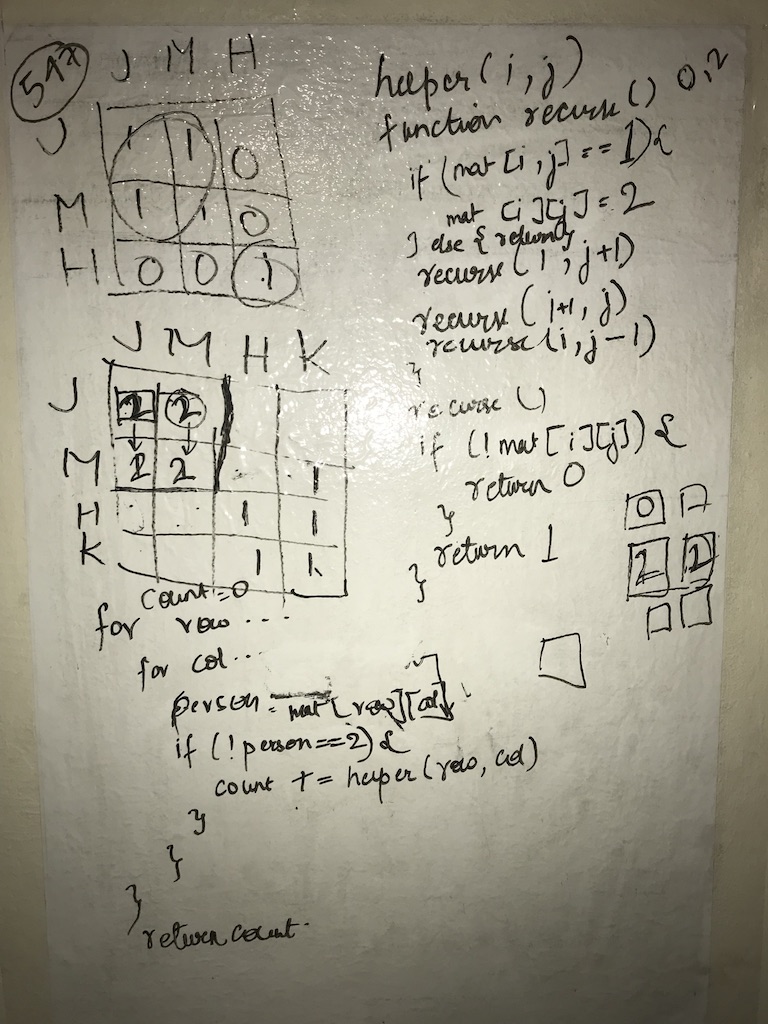 547
J M H
J 1 1 0
M 1 1 0
H 0 0 1
J M H K
J 2 2
M 2 1
H 1 1
K 1 1
count = 0
for row ...
for col ...
person = mat[row][col]
if (! person==2) {
count += helper(row, col)
}
}
}
return count.
helper(i, j)
function recurse () 0,2
if (mat [i, j] == 1) {
mat [i][j] = 2
} else { return }
recurse (i, j+1)
recurse (i+1, j)
recurse (i, j-1)
}
recurse ()
if (! mat [i][j]) {
return 0
}
return 1
}
0
2 1